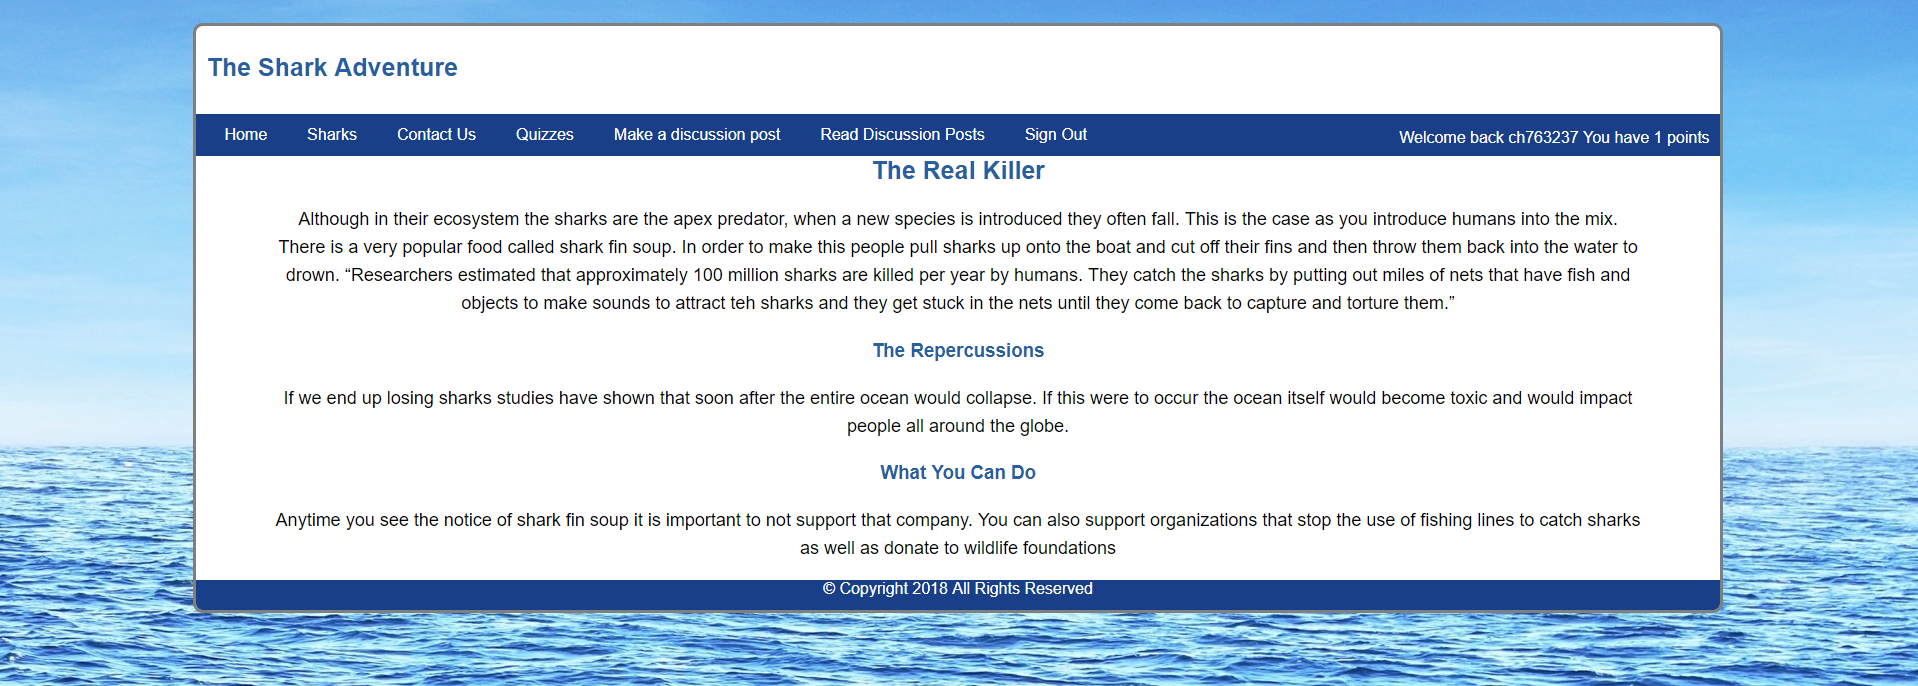 The Shark Adventure
Home Sharks Contact Us Quizzes Make a discussion post Read Discussion Posts Sign Out Welcome back ch763237 You have 1 points
The Real Killer
Although in their ecosystem the sharks are the apex predator, when a new species is introduced they often fall. This is the case as you introduce humans into the mix.
There is a very popular food called shark fin soup. In order to make this people pull sharks up onto the boat and cut off their fins and then throw them back into the water to
drown. “Researchers estimated that approximately 100 million sharks are killed per year by humans. They catch the sharks by putting out miles of nets that have fish and
objects to make sounds to attract teh sharks and they get stuck in the nets until they come back to capture and torture them.”
The Repercussions
If we end up losing sharks studies have shown that soon after the entire ocean would collapse. If this were to occur the ocean itself would become toxic and would impact
people all around the globe.
What You Can Do
Anytime you see the notice of shark fin soup it is important to not support that company. You can also support organizations that stop the use of fishing lines to catch sharks
as well as donate to wildlife foundations
© Copyright 2018 All Rights Reserved